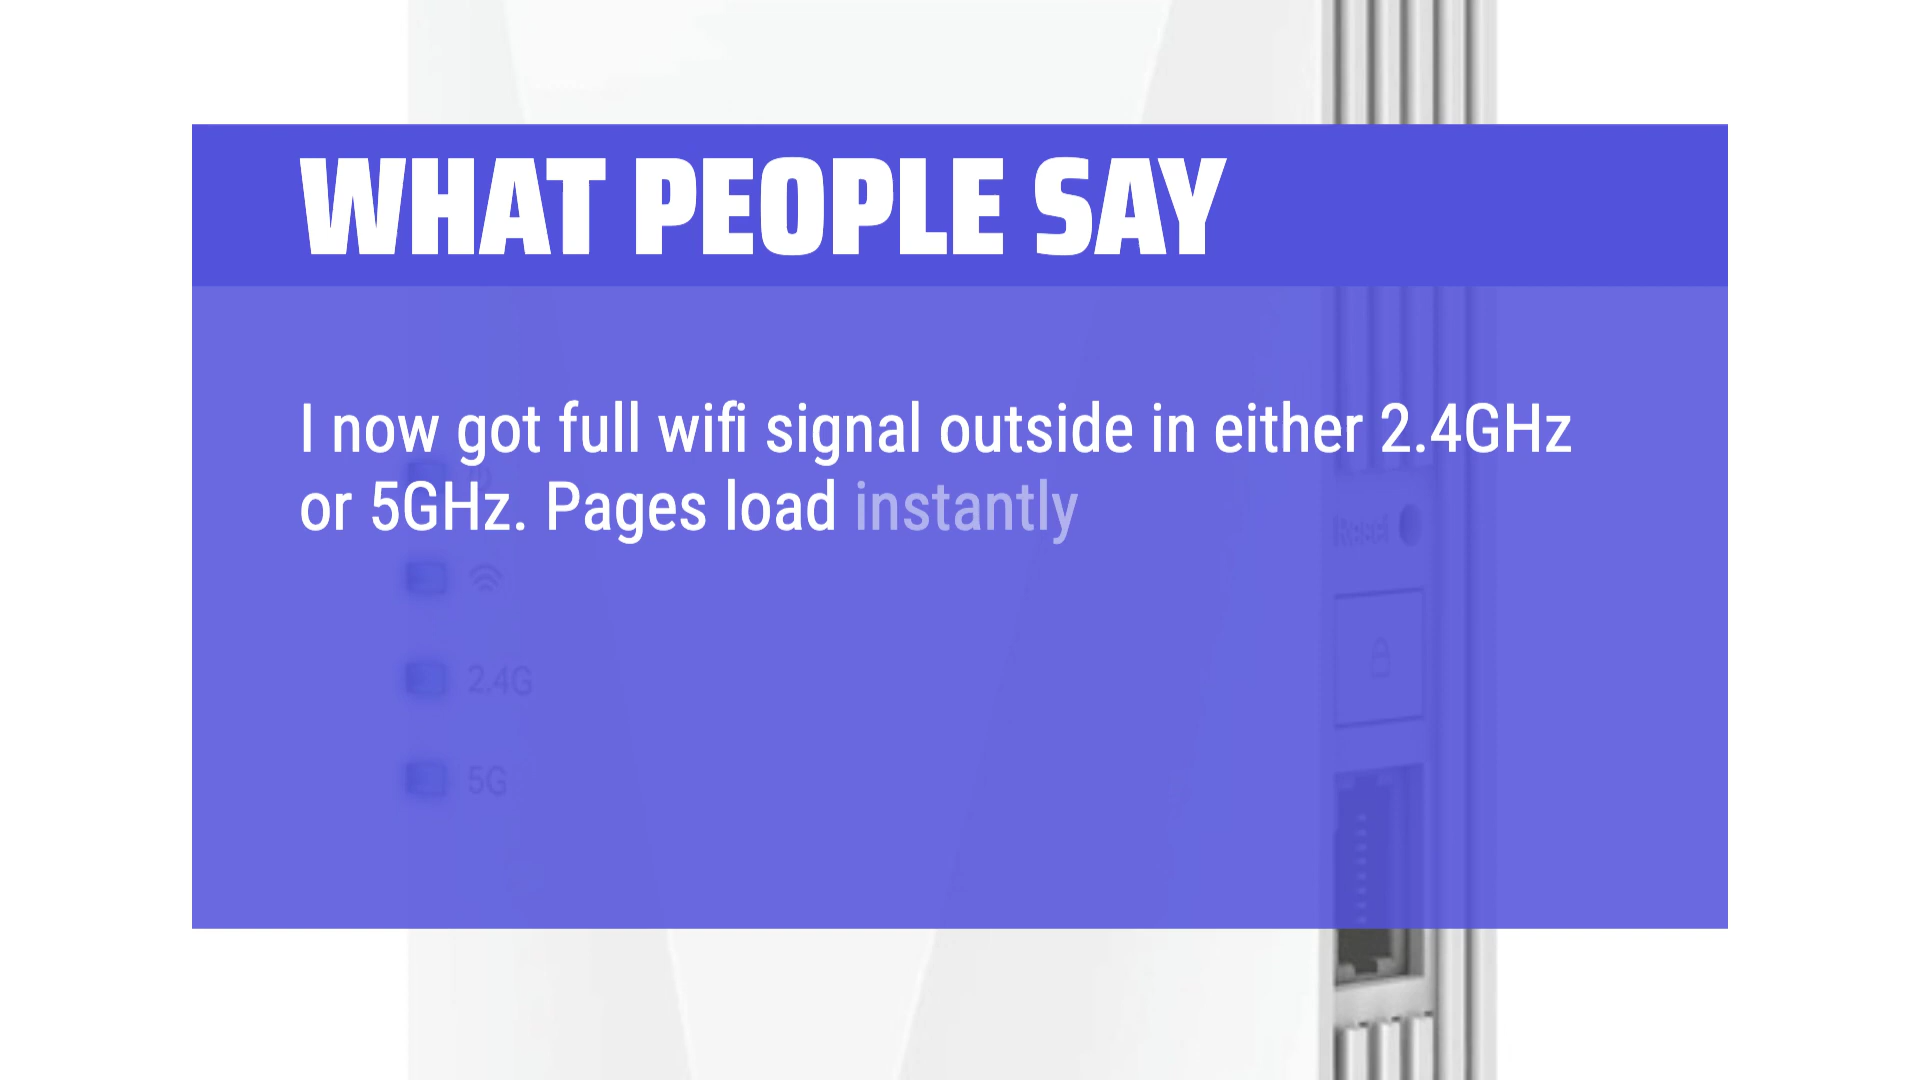 WHAT PEOPLE SAY
I now got full wifi signal outside in either 2.4GHz
or 5GHz. Pages load instantly
Reset
2.4G
5G